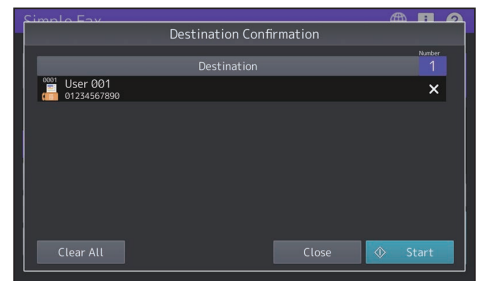 Simple Fax
Destination Confirmation
Number
Destination 1
0001
User 001
01234567890
Clear All Close Start